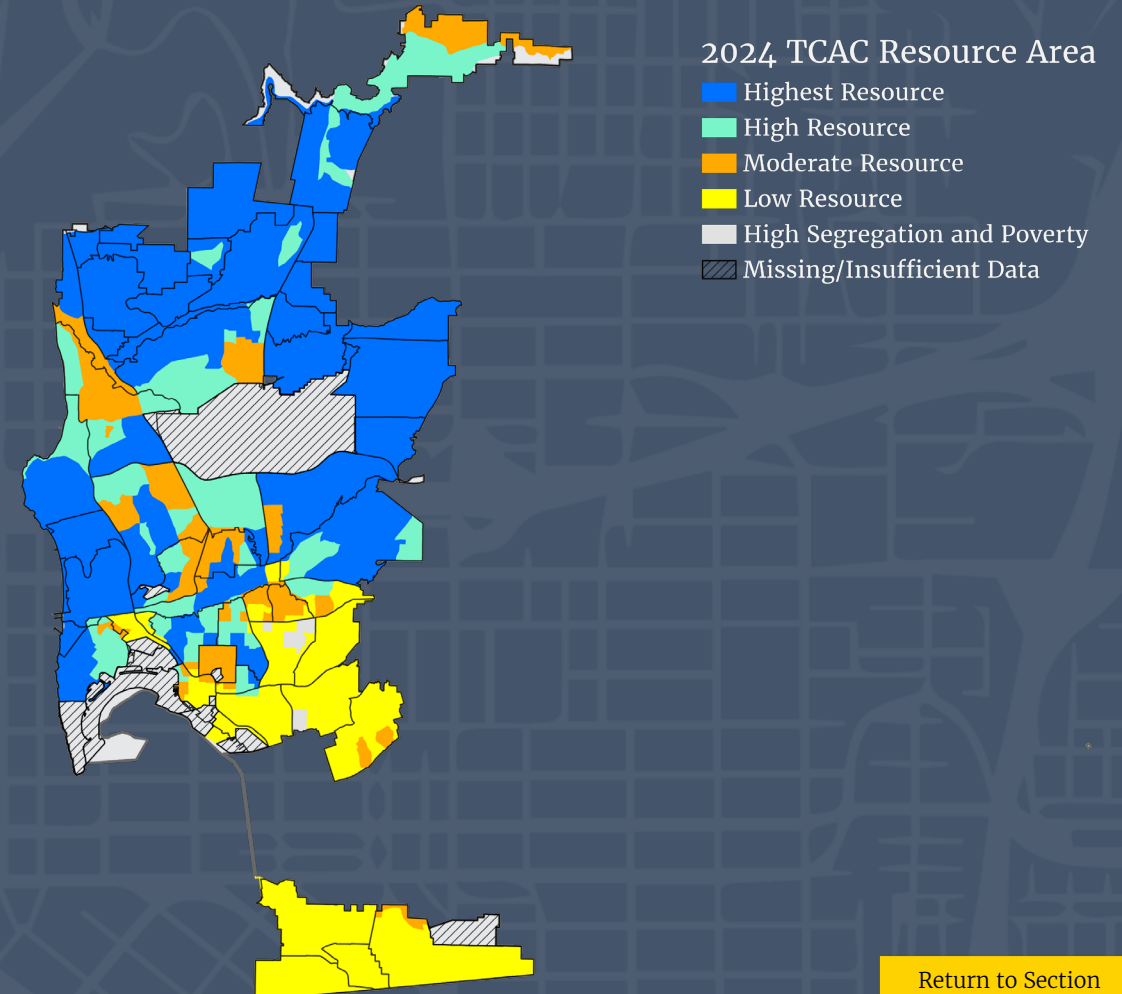 2024 TCAC Resource Area
Highest Resource
High Resource
Moderate Resource
Low Resource
High Segregation and Poverty
Missing/Insufficient Data
Return to Section